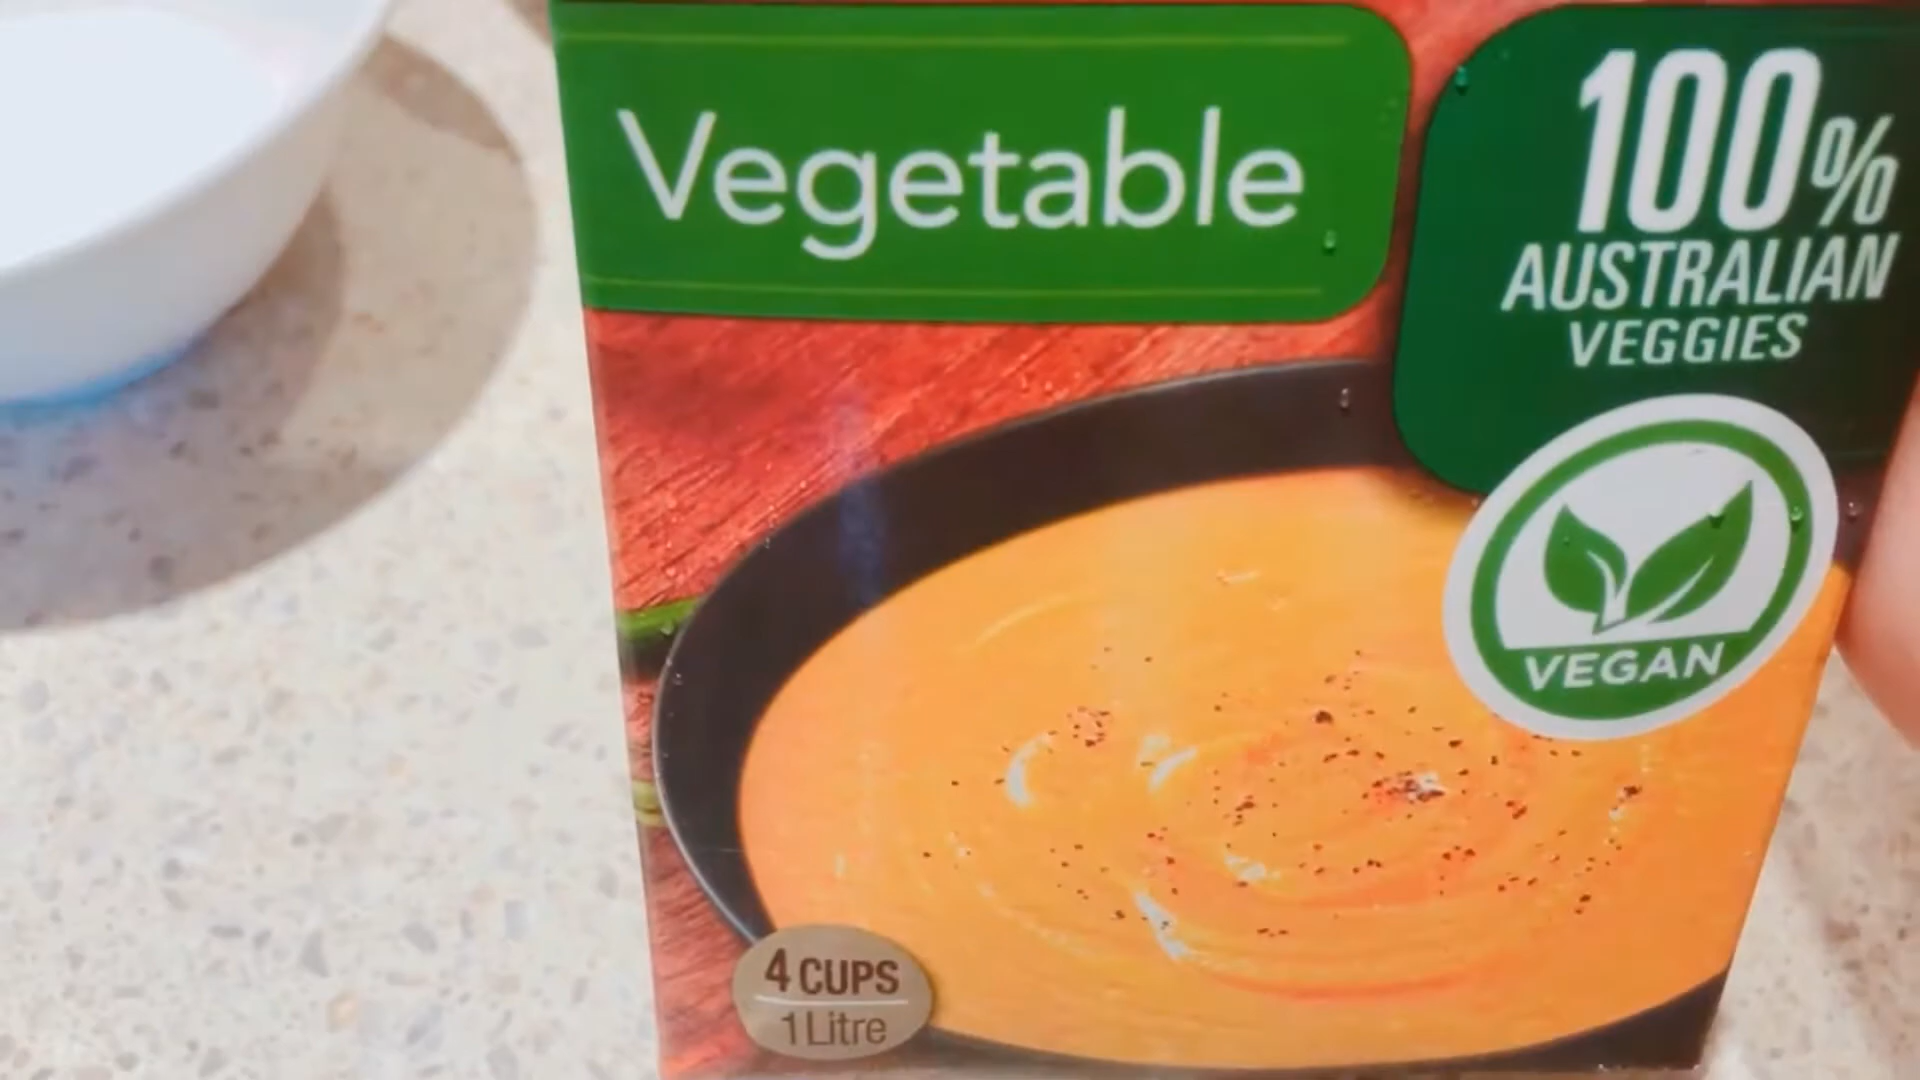 Vegetable
100%
AUSTRALIAN
VEGGIES
VEGAN
4 CUPS
1 Litre